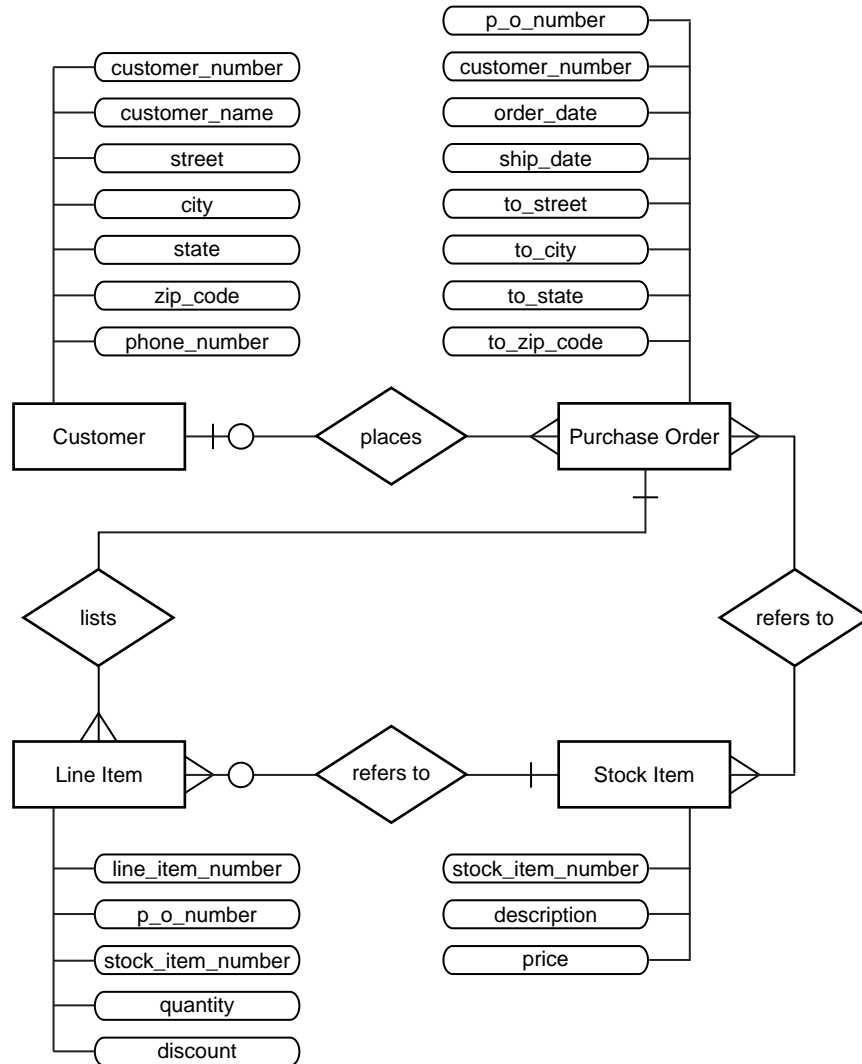 p_o_number
customer_number
customer_number
customer_name
order_date
street
ship_date
city
to_street
state
to_city
zip_code
to_state
phone_number
to_zip_code
Customer
places
Purchase Order
lists
refers to
Line Item
refers to
Stock Item
line_item_number
stock_item_number
p_o_number
description
stock_item_number
price
quantity
discount